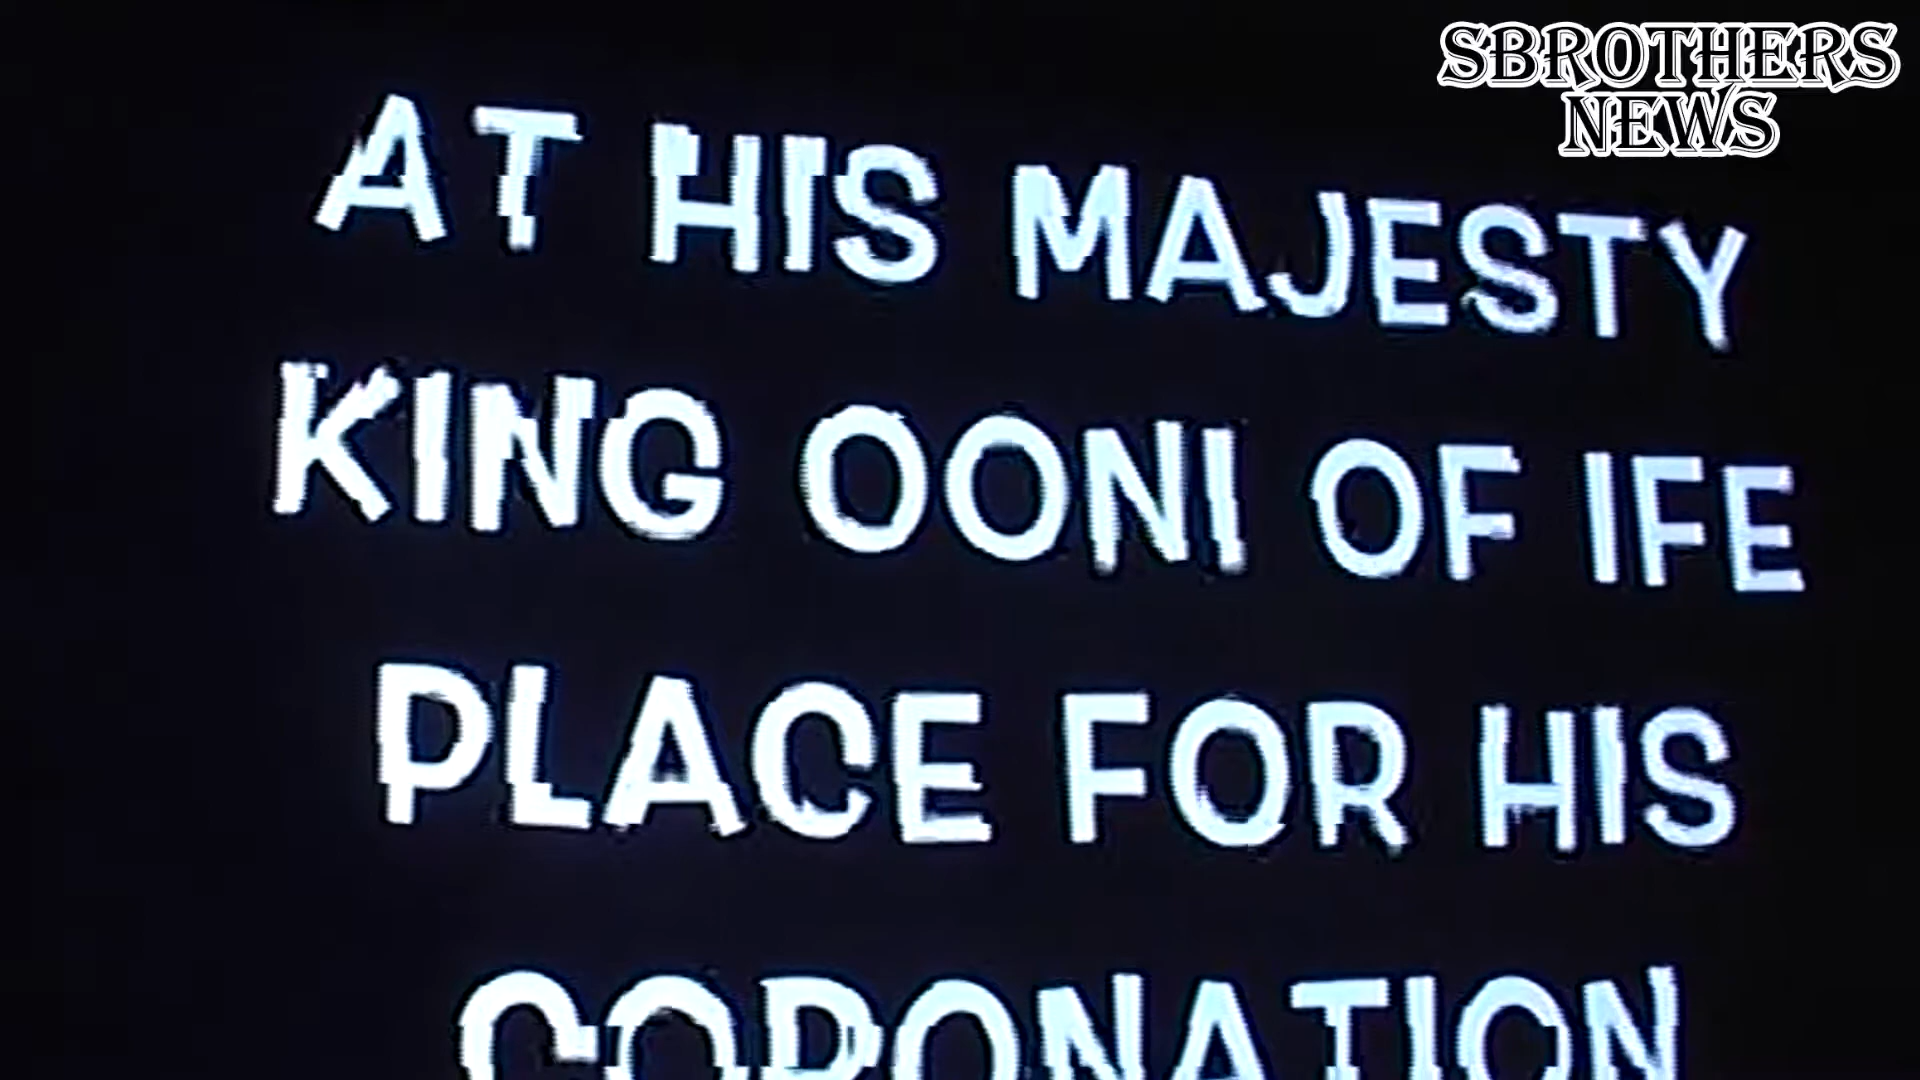 SBROTHERS
NEWS
AT HIS MAJESTY
KING OONI OF IFE
PLACE FOR HIS
CORONATION